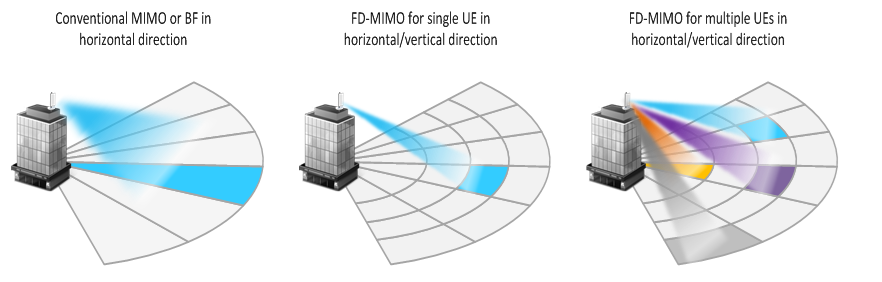 Conventional MIMO or BF in
horizontal direction
FD-MIMO for single UE in
horizontal/vertical direction
FD-MIMO for multiple UEs in
horizontal/vertical direction